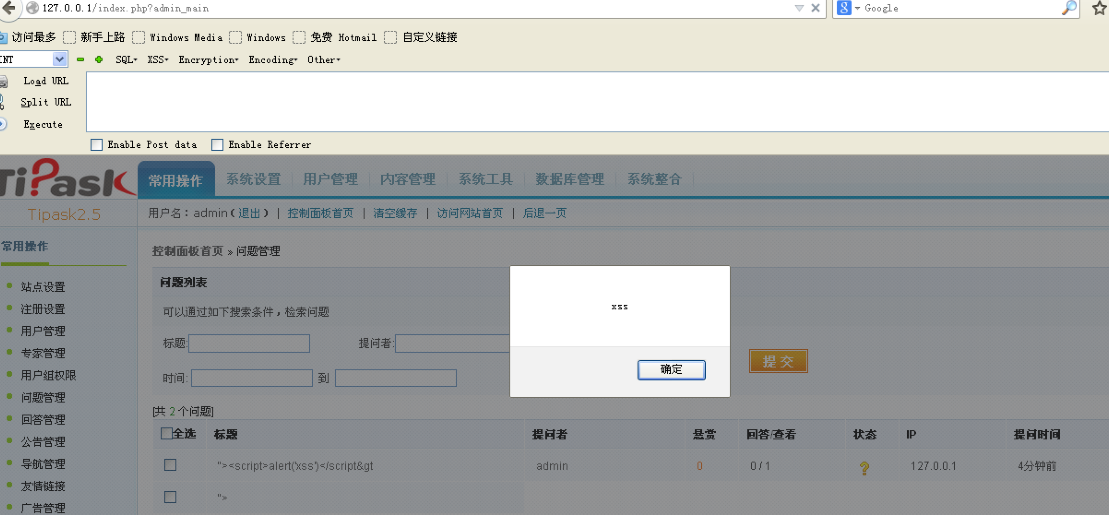 127.0.0.1/index.php?admin_main Google
访问最多 新手上路 Windows Media Windows 免费 Hotmail 自定义链接
INT SQL- XSS- Encryption- Encoding- Other-
Load URL
Split URL
Execute
Enable Post data Enable Referrer
TiPask 常用操作 系统设置 用户管理 内容管理 系统工具 数据库管理 系统整合
Tipask2.5 用户名：admin ( 退出 ) | 控制面板首页 | 清空缓存 | 访问网站首页 | 后退一页
常用操作
站点设置
注册设置
用户管理
专家管理
用户组权限
问题管理
回答管理
公告管理
导航管理
友情链接
广告管理
控制面板首页 » 问题管理
问题列表
可以通过如下搜索条件，检索问题
标题: 提问者:
时间: 到
提 交
xss
确定
[共 2 个问题]
全选 标题 提问者 悬赏 回答/查看 状态 IP 提问时间
"><script>alert('xss')</script&gt admin 0 0 / 1 127.0.0.1 4分钟前
">